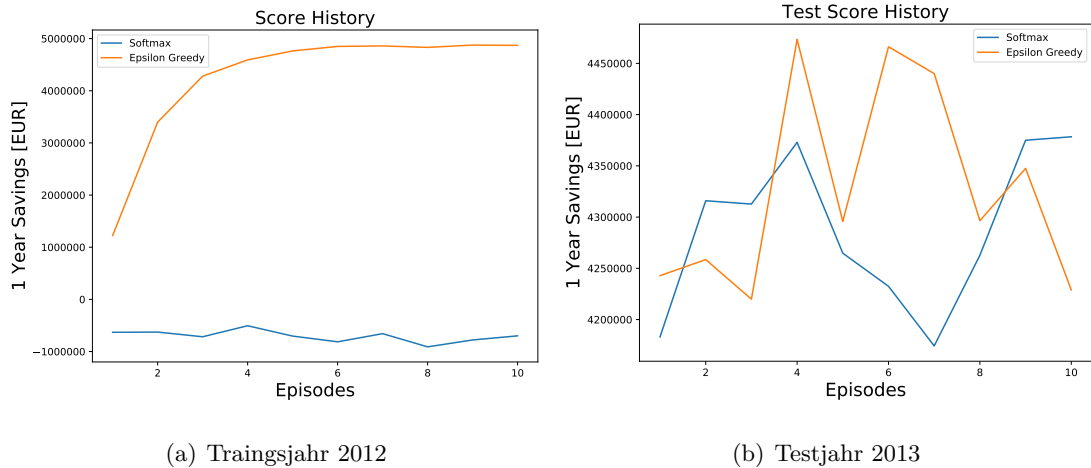 Score History
Softmax
Epsilon Greedy
5000000
4000000
3000000
2000000
1000000
0
−1000000
1 Year Savings [EUR]
2
4
6
8
10
Episodes
(a) Traingsjahr 2012
Test Score History
Softmax
Epsilon Greedy
4450000
4400000
4350000
4300000
4250000
4200000
1 Year Savings [EUR]
2
4
6
8
10
Episodes
(b) Testjahr 2013